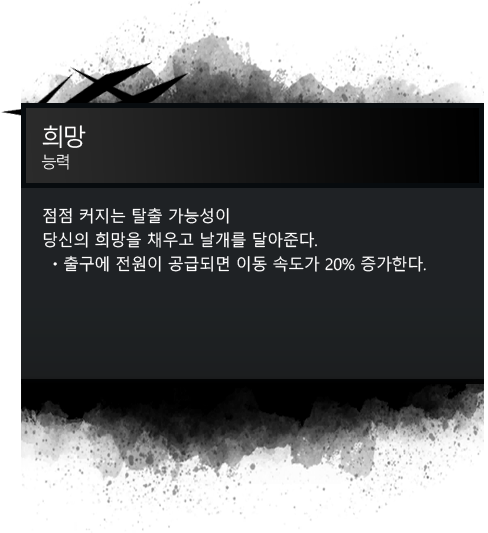 희망
능력
점점 커지는 탈출 가능성이
당신의 희망을 채우고 날개를 달아준다.
• 출구에 전원이 공급되면 이동 속도가 20% 증가한다.